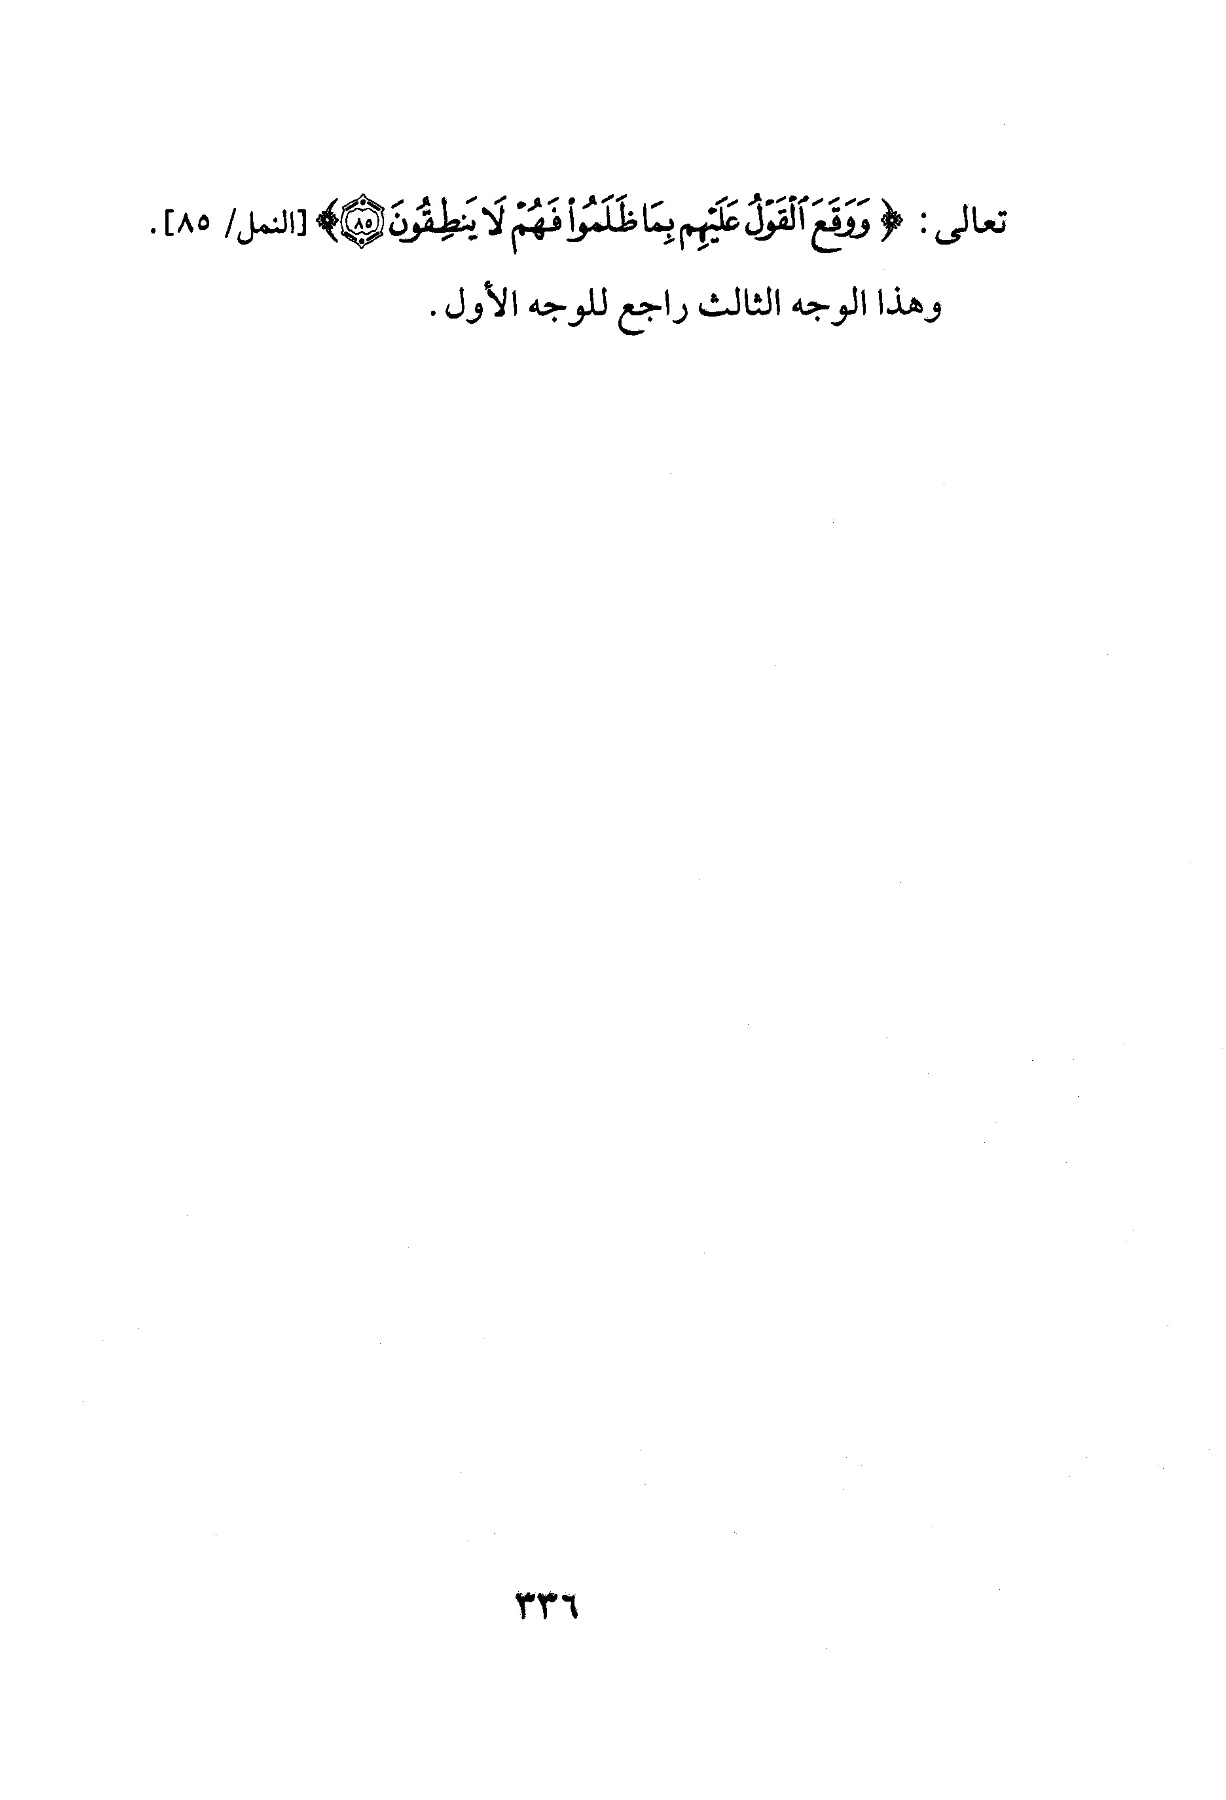 تعالى: ﴿ وَوَقَعَ ٱلْقَوْلُ عَلَيْهِم بِمَا ظَلَمُوا۟ فَهُمْ لَا يَنطِقُونَ ٨٥ ﴾ [النمل/ ٨٥].
وهذا الوجه الثالث راجع للوجه الأول.
٣٣٦